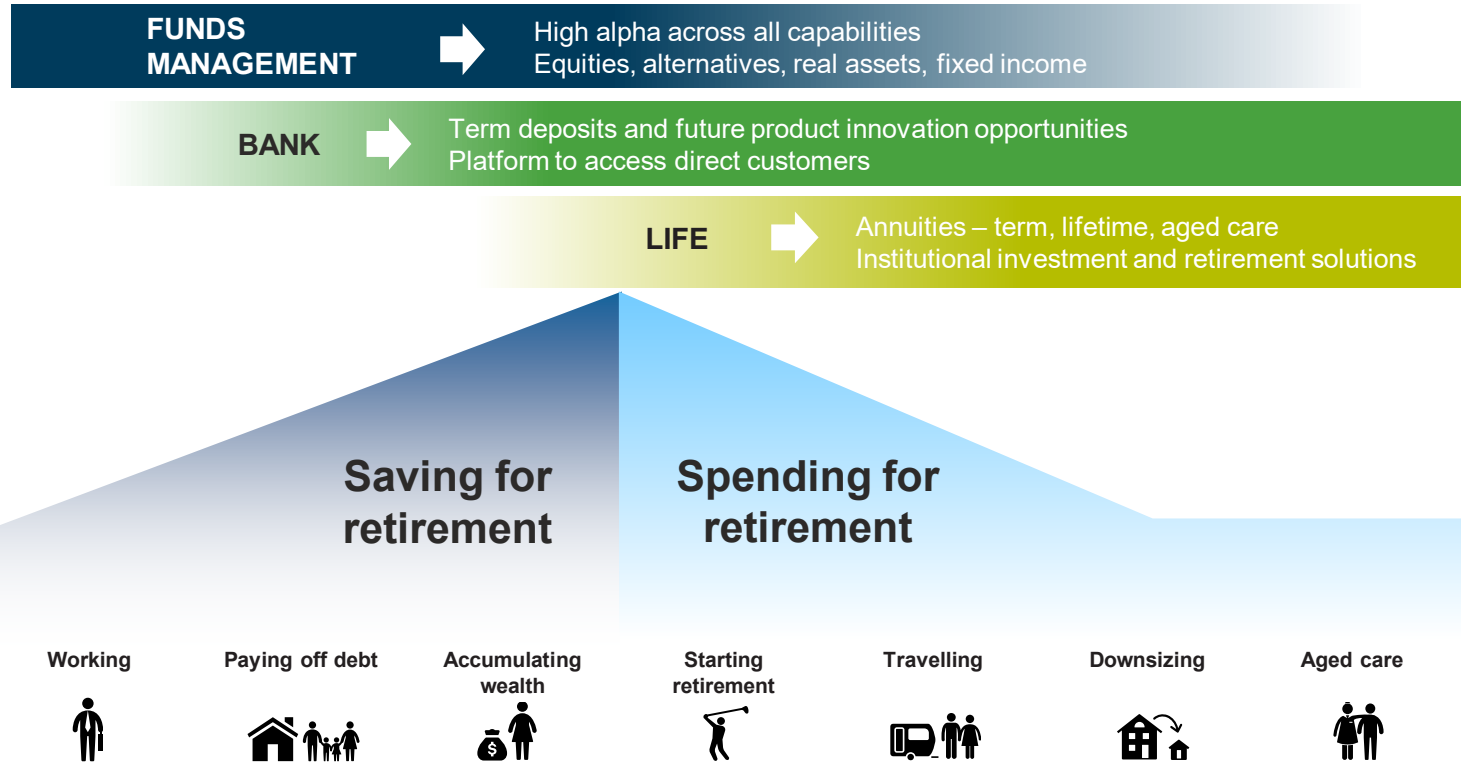 FUNDS
MANAGEMENT
High alpha across all capabilities
Equities, alternatives, real assets, fixed income
BANK
Term deposits and future product innovation opportunities
Platform to access direct customers
LIFE
Annuities – term, lifetime, aged care
Institutional investment and retirement solutions
Saving for
retirement
Spending for
retirement
Working
Paying off debt
Accumulating
wealth
Starting
retirement
Travelling
Downsizing
Aged care
$